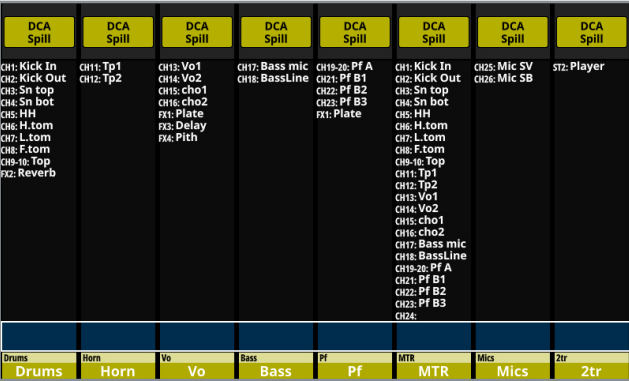 DCA
Spill
DCA
Spill
DCA
Spill
DCA
Spill
DCA
Spill
DCA
Spill
DCA
Spill
DCA
Spill
CH1: Kick In
CH2: Kick Out
CH3: Sn top
CH4: Sn bot
CH5: HH
CH6: H.tom
CH7: L.tom
CH8: F.tom
CH9-10: Top
FX2: Reverb
CH11: Tp1
CH12: Tp2
CH13: Vo1
CH14: Vo2
CH15: cho1
CH16: cho2
FX1: Plate
FX3: Delay
FX4: Pith
CH17: Bass mic
CH18: BassLine
CH19-20: Pf A
CH21: Pf B1
CH22: Pf B2
CH23: Pf B3
FX1: Plate
CH1: Kick In
CH2: Kick Out
CH3: Sn top
CH4: Sn bot
CH5: HH
CH6: H.tom
CH7: L.tom
CH8: F.tom
CH9-10: Top
CH11: Tp1
CH12: Tp2
CH13: Vo1
CH14: Vo2
CH15: cho1
CH16: cho2
CH17: Bass mic
CH18: BassLine
CH19-20: Pf A
CH21: Pf B1
CH22: Pf B2
CH23: Pf B3
CH24:
CH25: Mic SV
CH26: Mic SB
ST2: Player
Drums
Drums
Horn
Horn
Vo
Vo
Bass
Bass
Pf
Pf
MTR
MTR
Mics
Mics
2tr
2tr